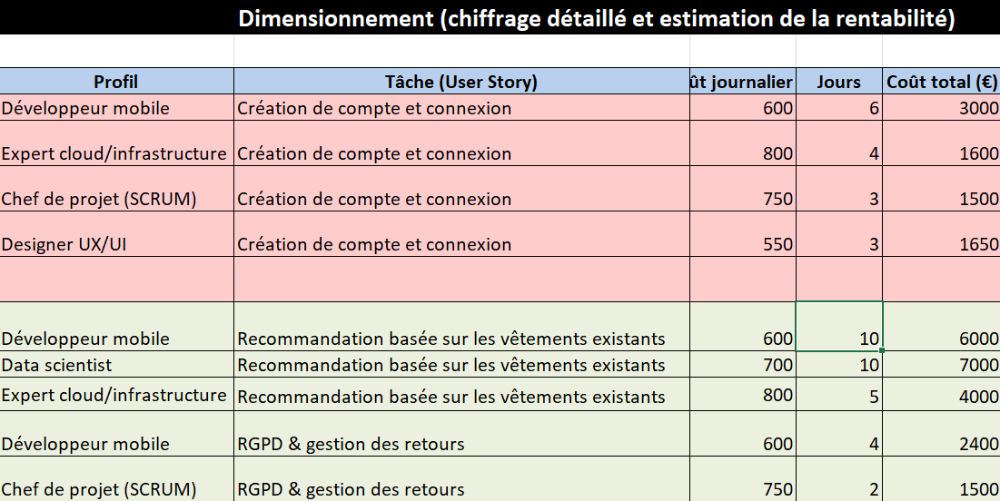 Dimensionnement (chiffrage détaillé et estimation de la rentabilité)
Profil Tâche (User Story) ût journalier Jours Coût total (€)
Développeur mobile Création de compte et connexion 600 6 3000
Expert cloud/infrastructure Création de compte et connexion 800 4 1600
Chef de projet (SCRUM) Création de compte et connexion 750 3 1500
Designer UX/UI Création de compte et connexion 550 3 1650
Développeur mobile Recommandation basée sur les vêtements existants 600 10 6000
Data scientist Recommandation basée sur les vêtements existants 700 10 7000
Expert cloud/infrastructure Recommandation basée sur les vêtements existants 800 5 4000
Développeur mobile RGPD & gestion des retours 600 4 2400
Chef de projet (SCRUM) RGPD & gestion des retours 750 2 1500